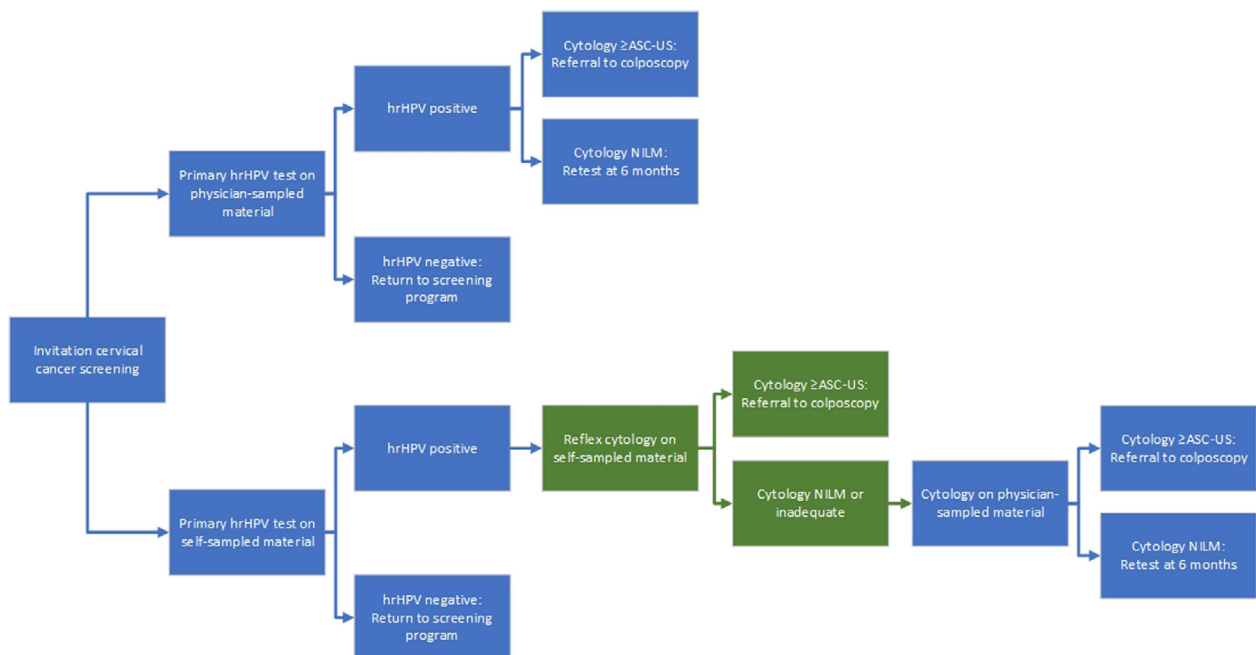 Cytology ≥ASC-US:
Referral to colposcopy
hrHPV positive
Cytology NILM:
Retest at 6 months
Primary hrHPV test on
physician-sampled
material
hrHPV negative:
Return to screening
program
Invitation cervical
cancer screening
Cytology ≥ASC-US:
Referral to colposcopy
hrHPV positive
Reflex cytology on
self-sampled material
Cytology ≥ASC-US:
Referral to colposcopy
Cytology NILM or
inadequate
Cytology on physician-
sampled material
Primary hrHPV test on
self-sampled material
Cytology NILM:
Retest at 6 months
hrHPV negative:
Return to screening
program